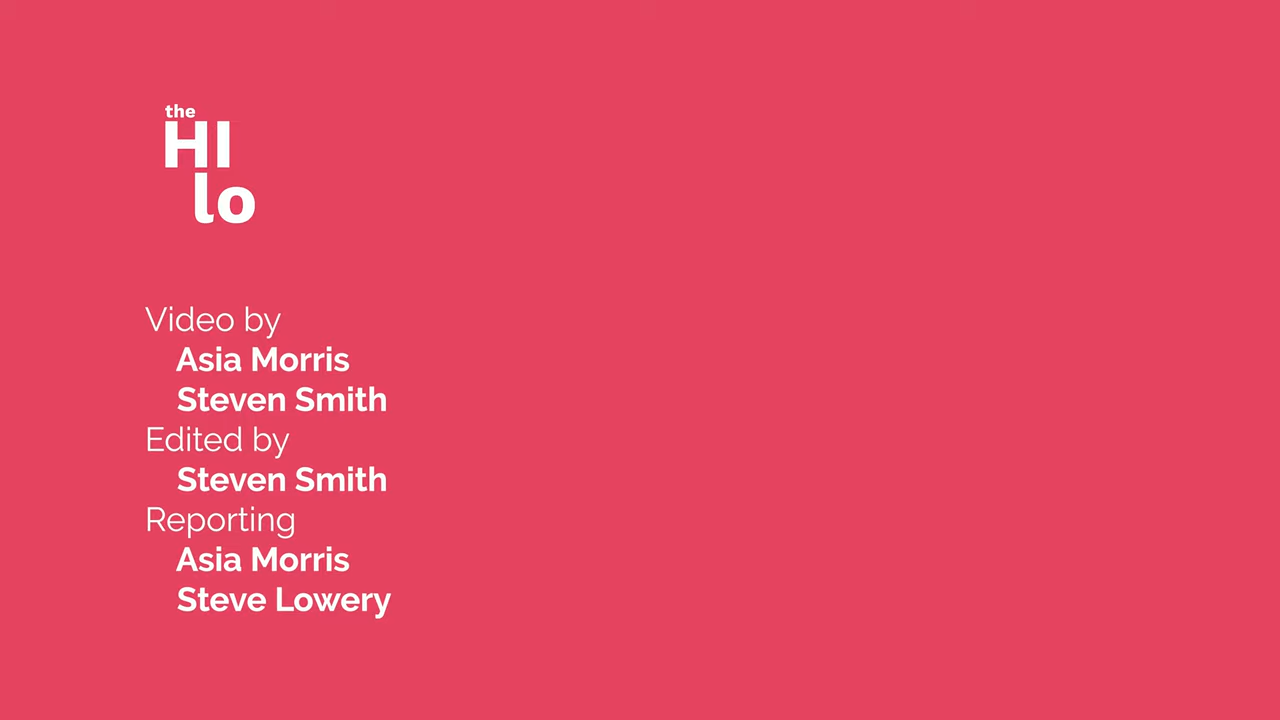 the
HI
lo
Video by
Asia Morris
Steven Smith
Edited by
Steven Smith
Reporting
Asia Morris
Steve Lowery